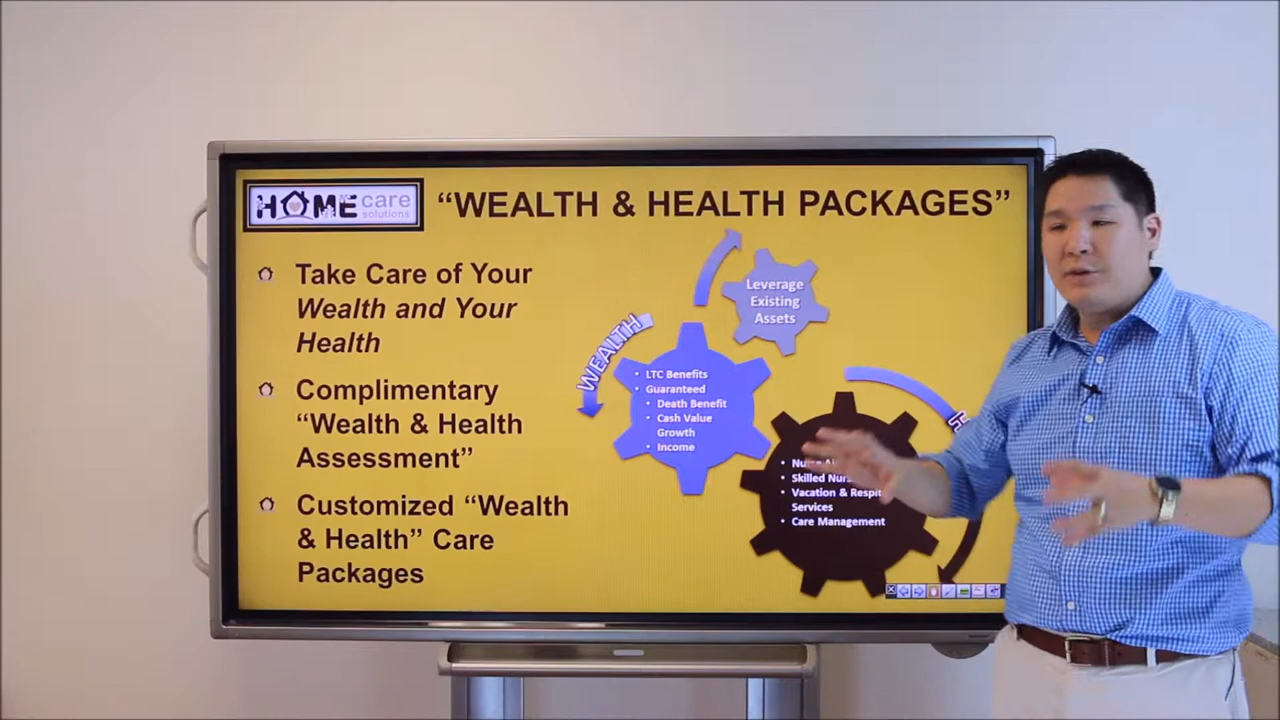 HOME care
solutions
“WEALTH & HEALTH PACKAGES”
Take Care of Your
Wealth and Your
Health
Complimentary
“Wealth & Health
Assessment”
Customized “Wealth
& Health” Care
Packages
Leverage
Existing
Assets
WEALTH
• LTC Benefits
• Guaranteed
• Death Benefit
• Cash Value
Growth
• Income
• Skilled
• Vacation &
Services
• Care Management